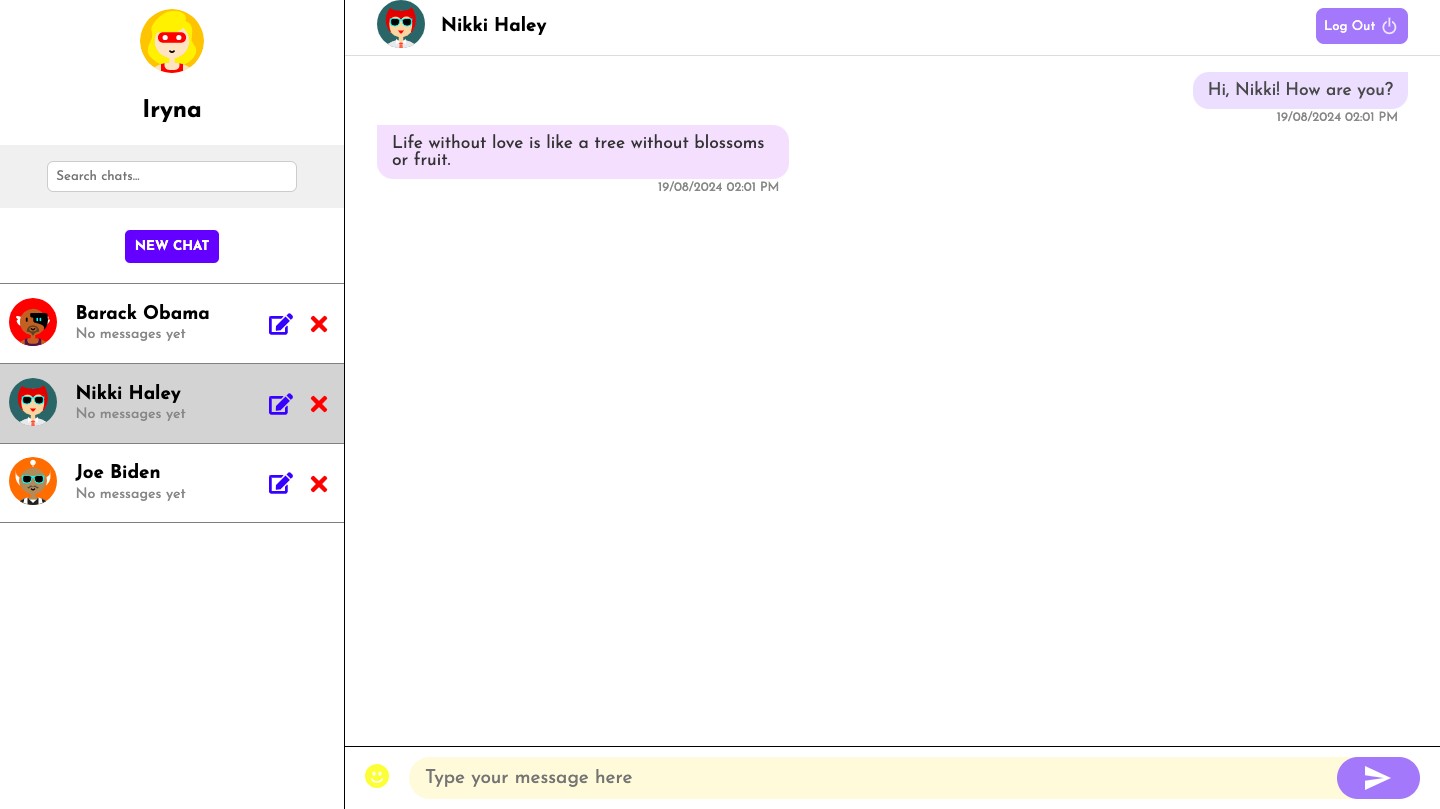 Iryna
Search chats...
NEW CHAT
Barack Obama
No messages yet
Nikki Haley
No messages yet
Joe Biden
No messages yet
Nikki Haley
Log Out
Hi, Nikki! How are you?
19/08/2024 02:01 PM
Life without love is like a tree without blossoms
or fruit.
19/08/2024 02:01 PM
Type your message here